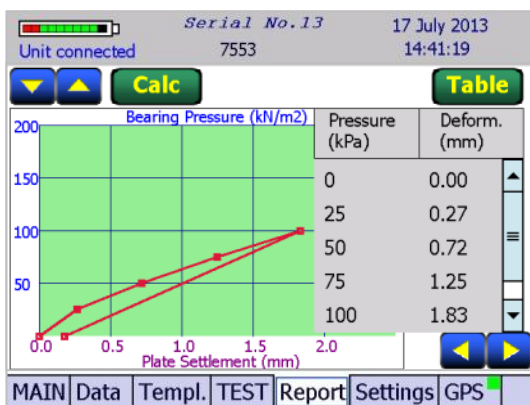 Serial No.13
17 July 2013
Unit connected
7553
14:41:19
Calc
Table
Bearing Pressure (kN/m2)
200
150
100
50
0.0 0.5 1.0 1.5 2.0
Plate Settlement (mm)
Pressure (kPa) Deform. (mm)
0 0.00
25 0.27
50 0.72
75 1.25
100 1.83
MAIN Data Templ. TEST Report Settings GPS